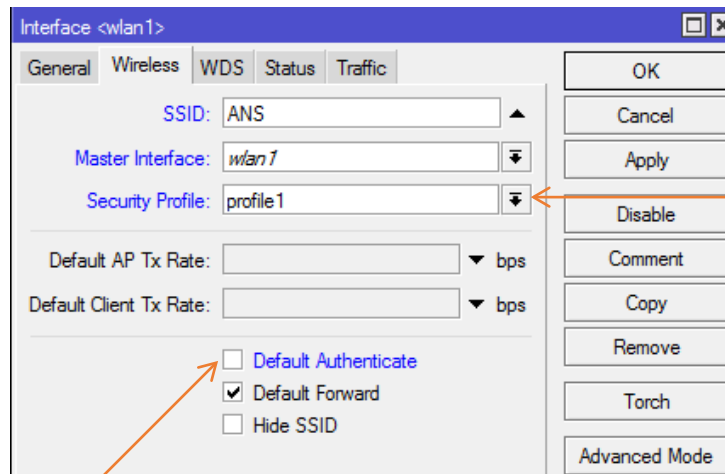 Interface <wlan1>
General Wireless WDS Status Traffic
SSID: ANS
Master Interface: wlan1
Security Profile: profile1
Default AP Tx Rate: bps
Default Client Tx Rate: bps
Default Authenticate
Default Forward
Hide SSID
OK
Cancel
Apply
Disable
Comment
Copy
Remove
Torch
Advanced Mode